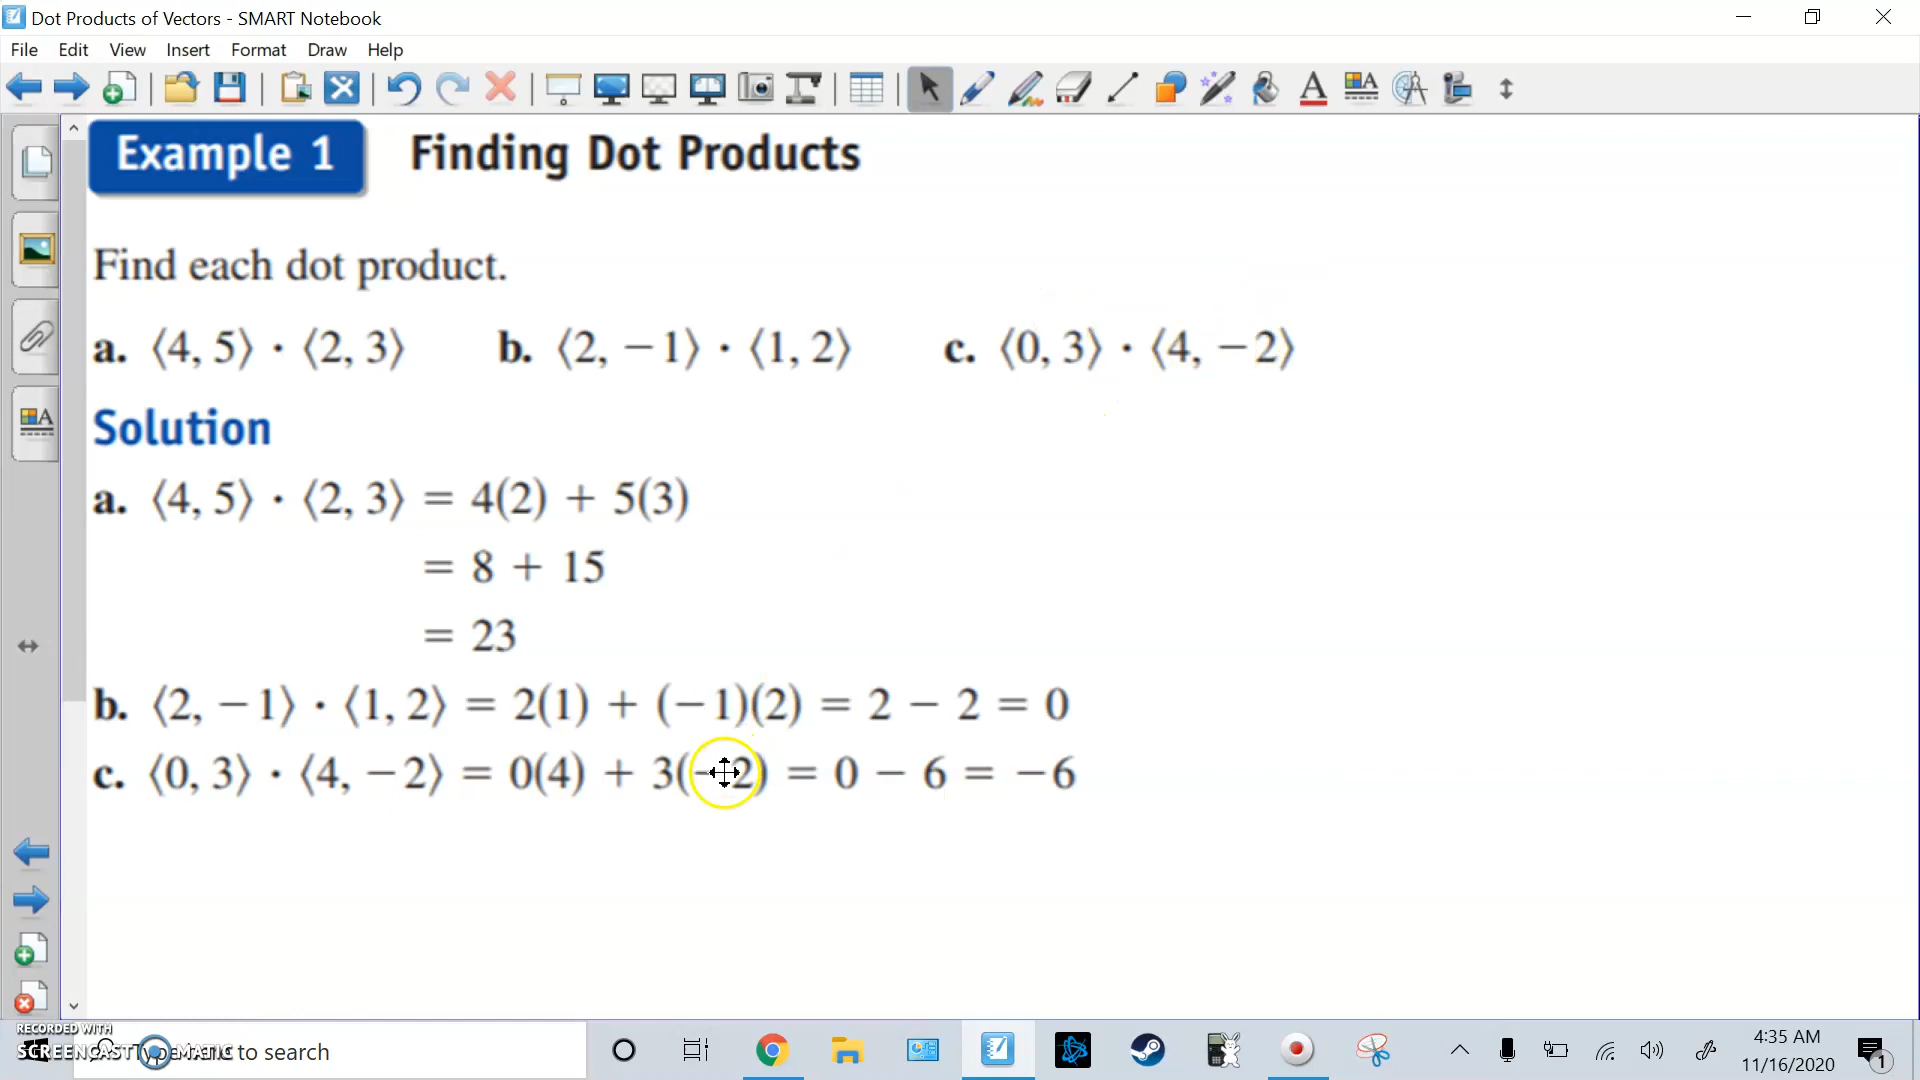 Dot Products of Vectors - SMART Notebook
File Edit View Insert Format Draw Help
Example 1 Finding Dot Products
Find each dot product.
a. ⟨4, 5⟩ · ⟨2, 3⟩ b. ⟨2, −1⟩ · ⟨1, 2⟩ c. ⟨0, 3⟩ · ⟨4, −2⟩
Solution
a. ⟨4, 5⟩ · ⟨2, 3⟩ = 4(2) + 5(3)
= 8 + 15
= 23
b. ⟨2, −1⟩ · ⟨1, 2⟩ = 2(1) + (−1)(2) = 2 − 2 = 0
c. ⟨0, 3⟩ · ⟨4, −2⟩ = 0(4) + 3(−2) = 0 − 6 = −6
RECORDED WITH
SCREENCAST MATIC
to search
4:35 AM
11/16/2020
1